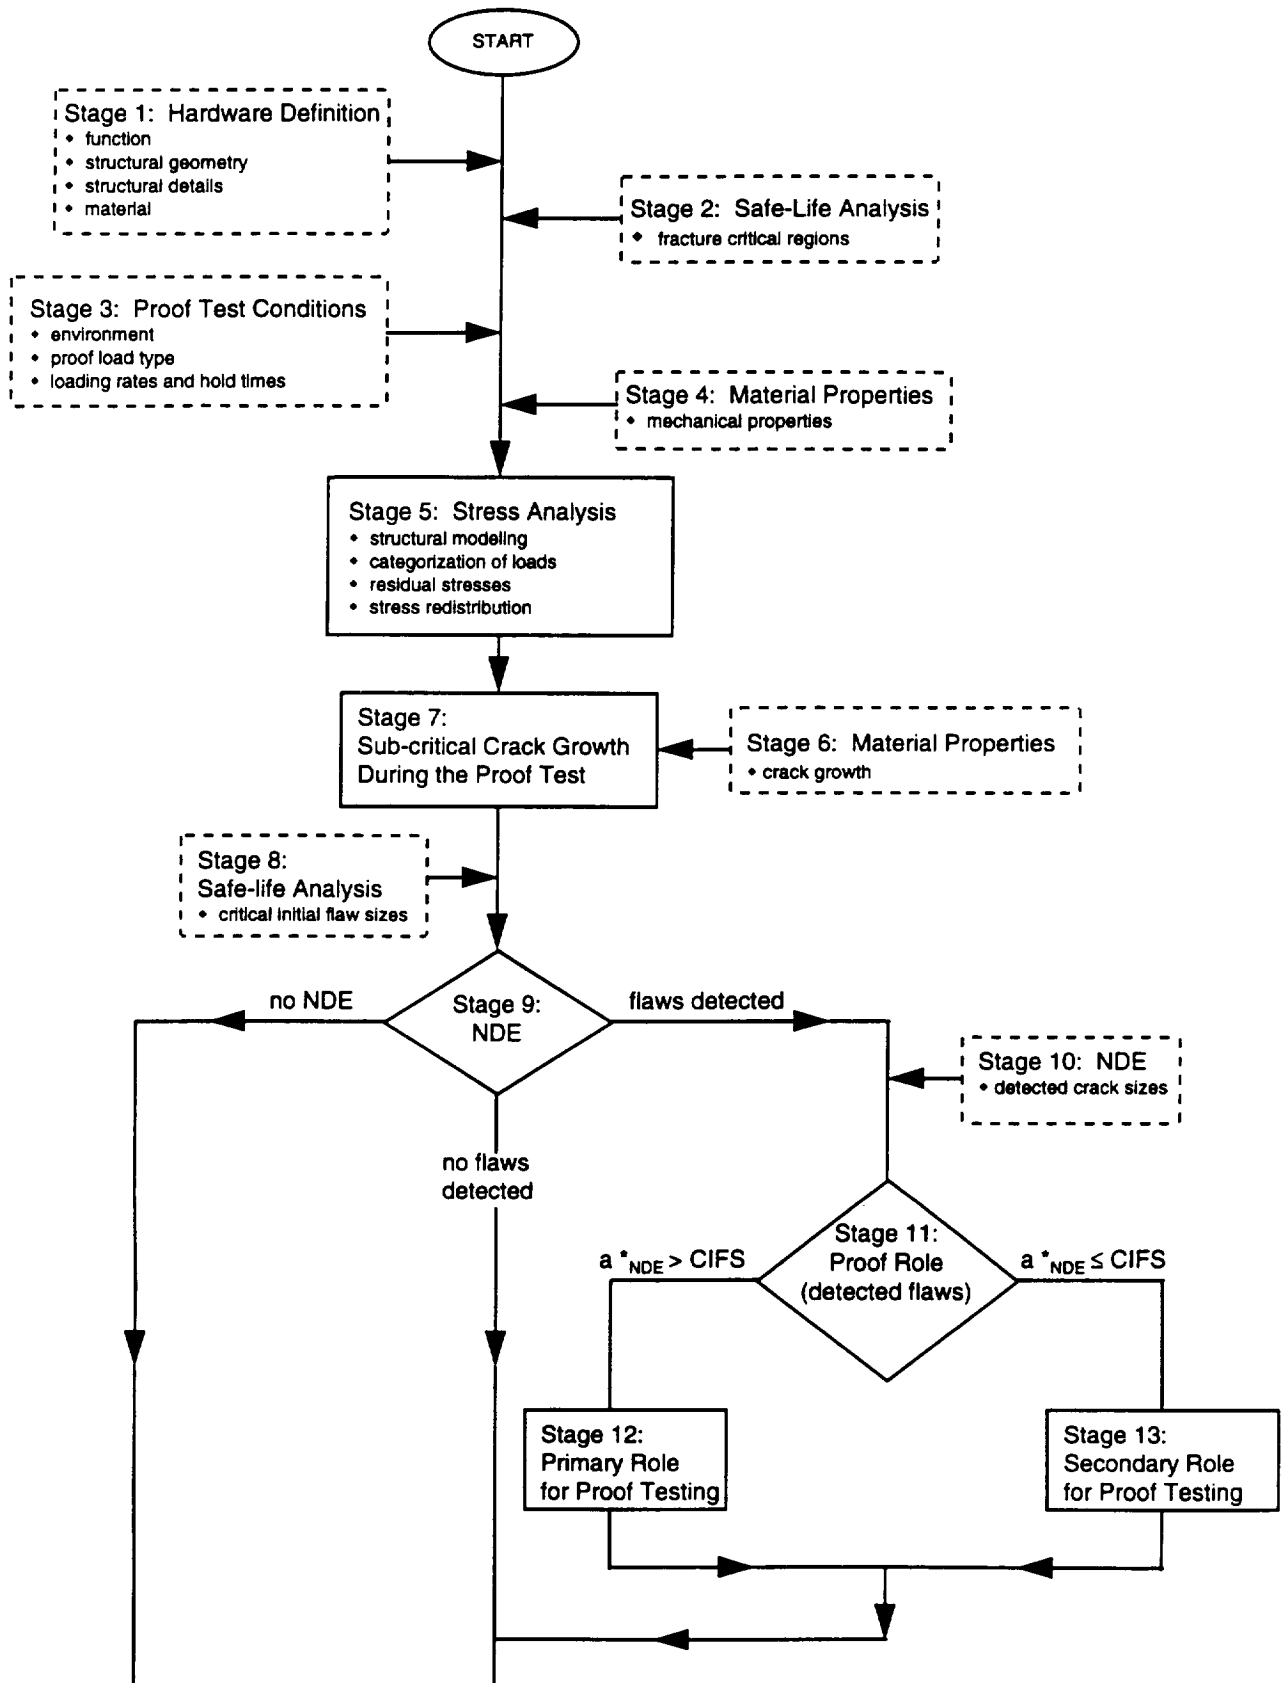 START
Stage 1: Hardware Definition
• function
• structural geometry
• structural details
• material
Stage 2: Safe-Life Analysis
• fracture critical regions
Stage 3: Proof Test Conditions
• environment
• proof load type
• loading rates and hold times
Stage 4: Material Properties
• mechanical properties
Stage 5: Stress Analysis
• structural modeling
• categorization of loads
• residual stresses
• stress redistribution
Stage 7:
Sub-critical Crack Growth
During the Proof Test
Stage 6: Material Properties
• crack growth
Stage 8:
Safe-life Analysis
• critical initial flaw sizes
Stage 9:
NDE
no NDE
flaws detected
no flaws
detected
Stage 10: NDE
• detected crack sizes
Stage 11:
Proof Role
(detected flaws)
a *NDE > CIFS
a *NDE ≤ CIFS
Stage 12:
Primary Role
for Proof Testing
Stage 13:
Secondary Role
for Proof Testing